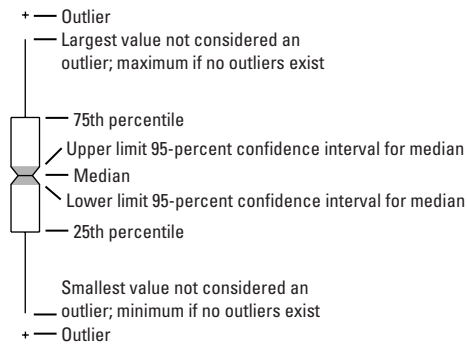 Outlier
Largest value not considered an
outlier; maximum if no outliers exist
75th percentile
Upper limit 95-percent confidence interval for median
Median
Lower limit 95-percent confidence interval for median
25th percentile
Smallest value not considered an
outlier; minimum if no outliers exist
Outlier